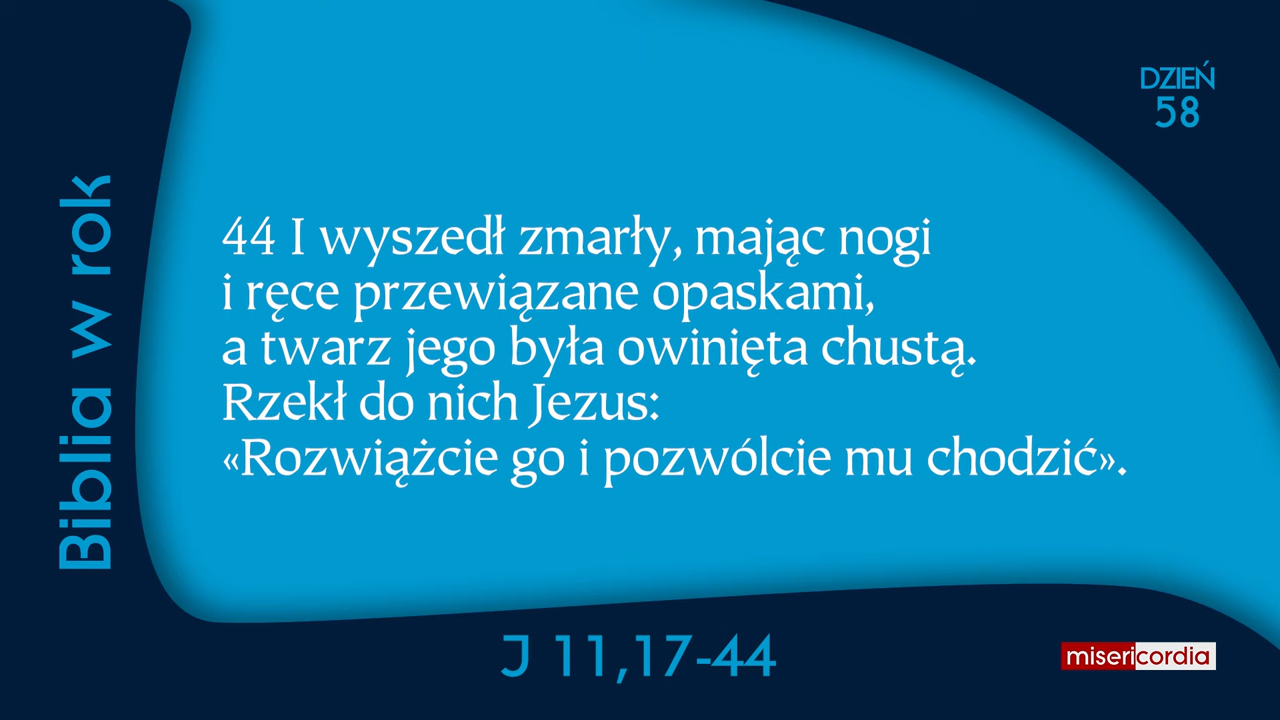 DZIEŃ
58
Biblia w rok
44 I wyszedł zmarły, mając nogi
i ręce przewiązane opaskami,
a twarz jego była owinięta chustą.
Rzekł do nich Jezus:
«Rozwiążcie go i pozwólcie mu chodzić».
J 11,17-44
misericordia